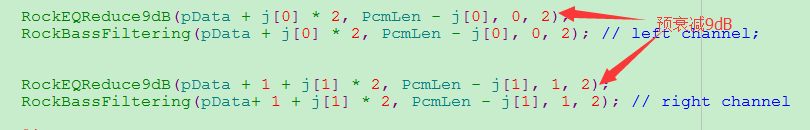 RockEQReduce9dB(pData + j[0] * 2, PcmLen - j[0], 0, 2);
预衰减9dB
RockBassFiltering(pData + j[0] * 2, PcmLen - j[0], 0, 2); // left channel;
RockEQReduce9dB(pData + 1 + j[1] * 2, PcmLen - j[1], 1, 2);
RockBassFiltering(pData+ 1 + j[1] * 2, PcmLen - j[1], 1, 2); // right channel